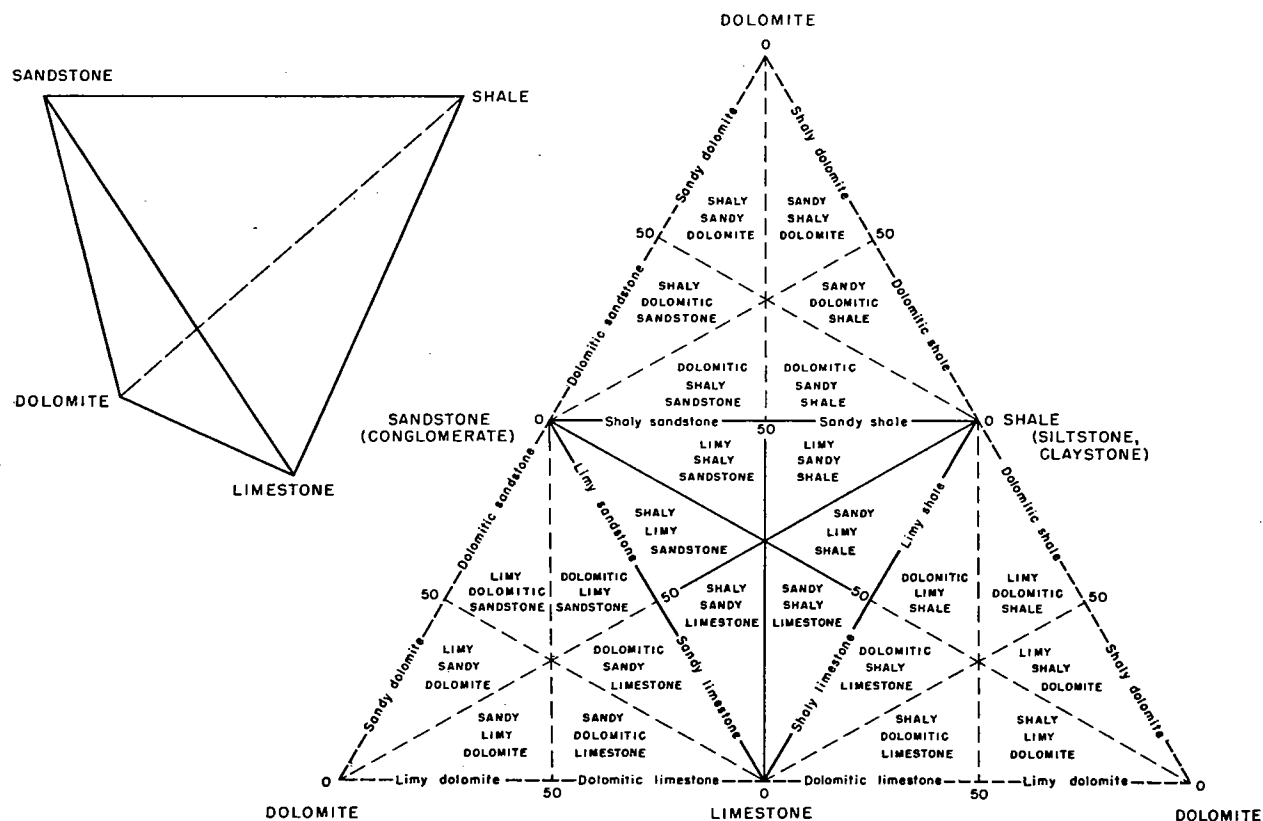 SANDSTONE
SHALE
DOLOMITE
LIMESTONE
DOLOMITE
0
Sandy dolomite
Shaly dolomite
SHALY
SANDY
DOLOMITE
SANDY
SHALY
DOLOMITE
50
50
Dolomitic sandstone
Dolomitic shale
SHALY
DOLOMITIC
SANDSTONE
SANDY
DOLOMITIC
SHALE
DOLOMITIC
SHALY
SANDSTONE
DOLOMITIC
SANDY
SHALE
SANDSTONE
(CONGLOMERATE)
0
Shaly sandstone
50
Sandy shale
0
SHALE
(SILTSTONE,
CLAYSTONE)
LIMY
SHALY
SANDSTONE
LIMY
SANDY
SHALE
Dolomitic sandstone
Limy sandstone
Limy shale
Dolomitic shale
SHALY
LIMY
SANDSTONE
SANDY
LIMY
SHALE
50
LIMY
DOLOMITIC
SANDSTONE
DOLOMITIC
LIMY
SANDSTONE
50
SHALY
SANDY
LIMESTONE
SANDY
SHALY
LIMESTONE
50
DOLOMITIC
LIMY
SHALE
LIMY
DOLOMITIC
SHALE
50
Sandy dolomite
LIMY
SANDY
DOLOMITE
DOLOMITIC
SANDY
LIMESTONE
Sandy limestone
Shaly limestone
DOLOMITIC
SHALY
LIMESTONE
LIMY
SHALY
DOLOMITE
Shaly dolomite
SANDY
LIMY
DOLOMITE
SANDY
DOLOMITIC
LIMESTONE
SHALY
DOLOMITIC
LIMESTONE
SHALY
LIMY
DOLOMITE
0
Limy dolomite
50
Dolomitic limestone
0
Dolomitic limestone
50
Limy dolomite
0
DOLOMITE
LIMESTONE
DOLOMITE